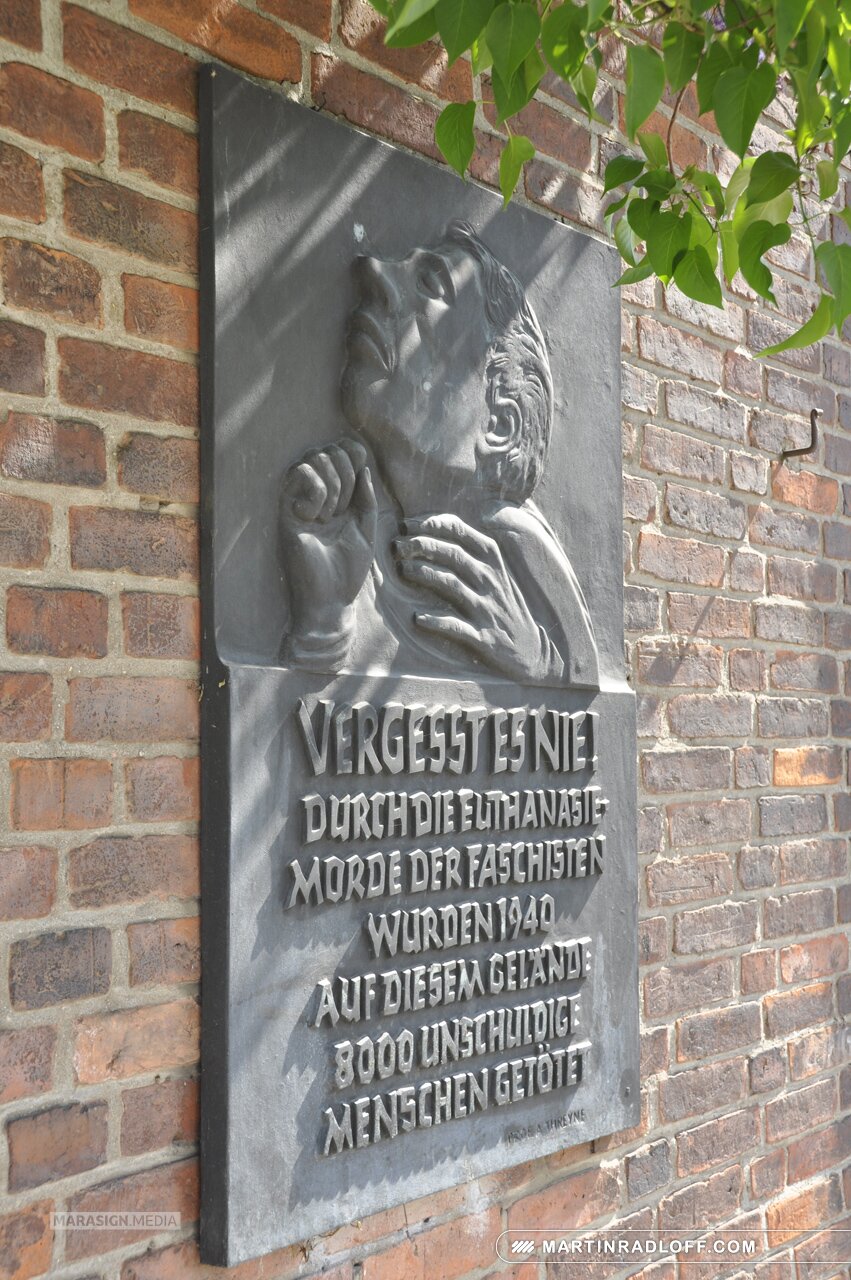 VERGESST ES NIE!
DURCH DIE EUTHANASIE-
MORDE DER FASCHISTEN
WURDEN 1940
AUF DIESEM GELÄNDE
8000 UNSCHULDIGE
MENSCHEN GETÖTET
A. THREYNE
MARASIGN.MEDIA
MARTINRADLOFF.COM